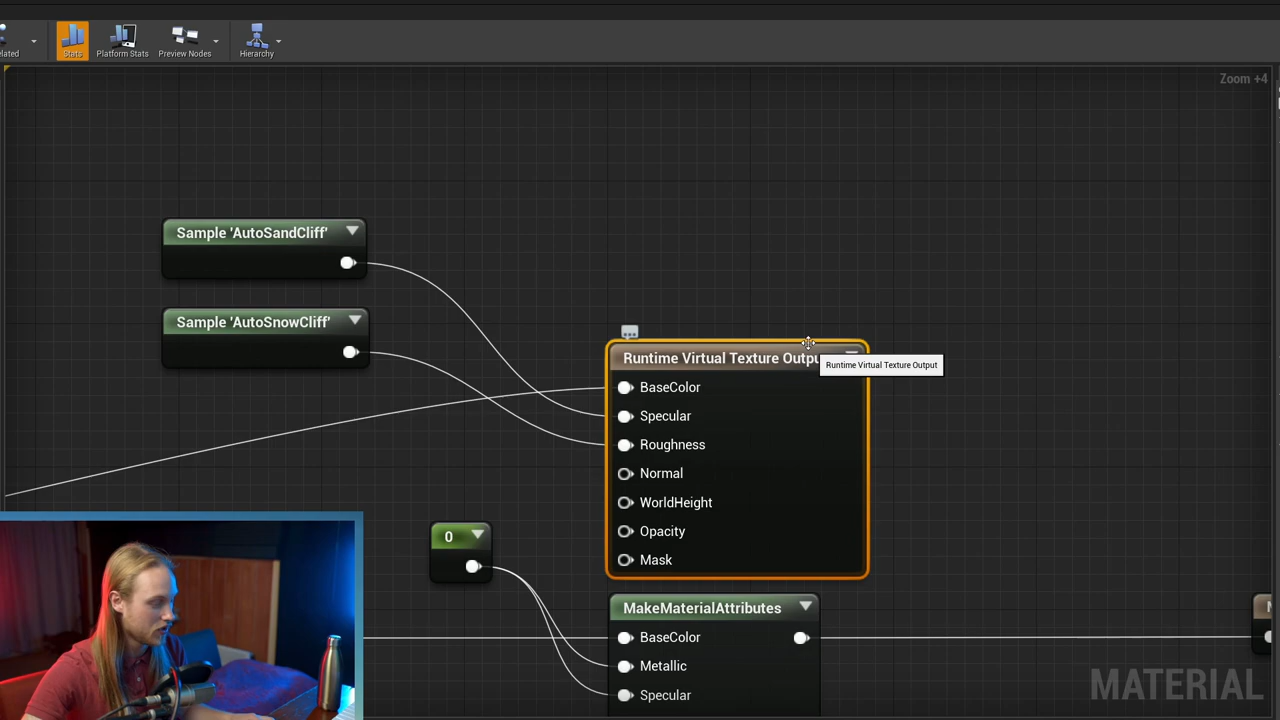 elated
Stats
Platform Stats
Preview Nodes
Hierarchy
Zoom +4
Sample 'AutoSandCliff'
Sample 'AutoSnowCliff'
Runtime Virtual Texture Outpu
Runtime Virtual Texture Output
BaseColor
Specular
Roughness
Normal
WorldHeight
Opacity
Mask
0
MakeMaterialAttributes
BaseColor
Metallic
Specular
MATERIAL